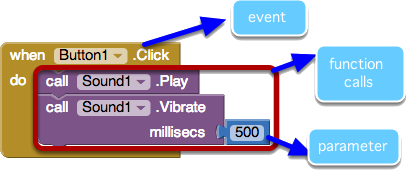 event
when Button1 .Click
do call Sound1 .Play
call Sound1 .Vibrate
millisecs 500
function
calls
parameter